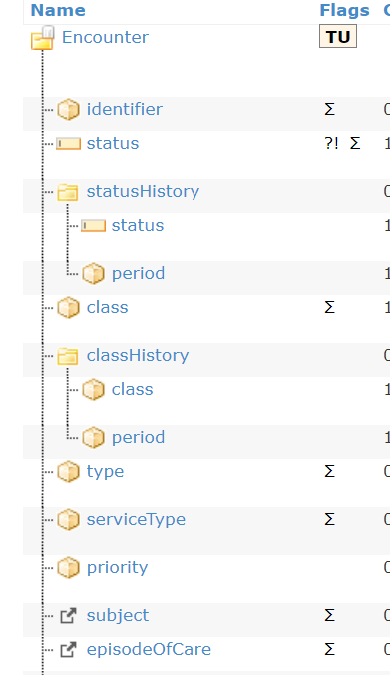 Name Flags
Encounter TU
identifier Σ 0
status ?! Σ 1
statusHistory 0
status 1
period 1
class Σ 1
classHistory 0
class 1
period 1
type Σ 0
serviceType Σ 0
priority 0
subject Σ 0
episodeOfCare Σ 0